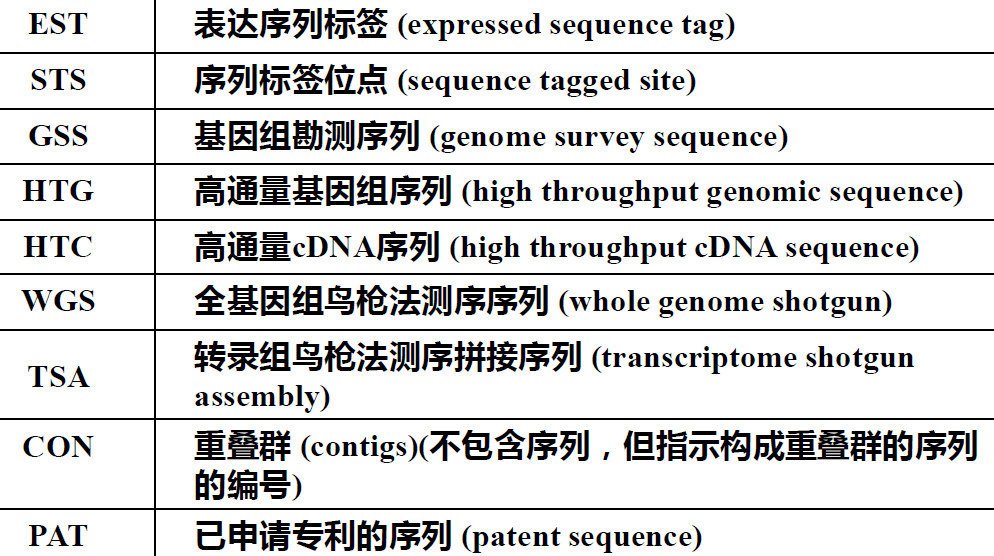 EST 表达序列标签 (expressed sequence tag)
STS 序列标签位点 (sequence tagged site)
GSS 基因组勘测序列 (genome survey sequence)
HTG 高通量基因组序列 (high throughput genomic sequence)
HTC 高通量cDNA序列 (high throughput cDNA sequence)
WGS 全基因组鸟枪法测序序列 (whole genome shotgun)
TSA 转录组鸟枪法测序拼接序列 (transcriptome shotgun
assembly)
CON 重叠群 (contigs)(不包含序列，但指示构成重叠群的序列
的编号)
PAT 已申请专利的序列 (patent sequence)